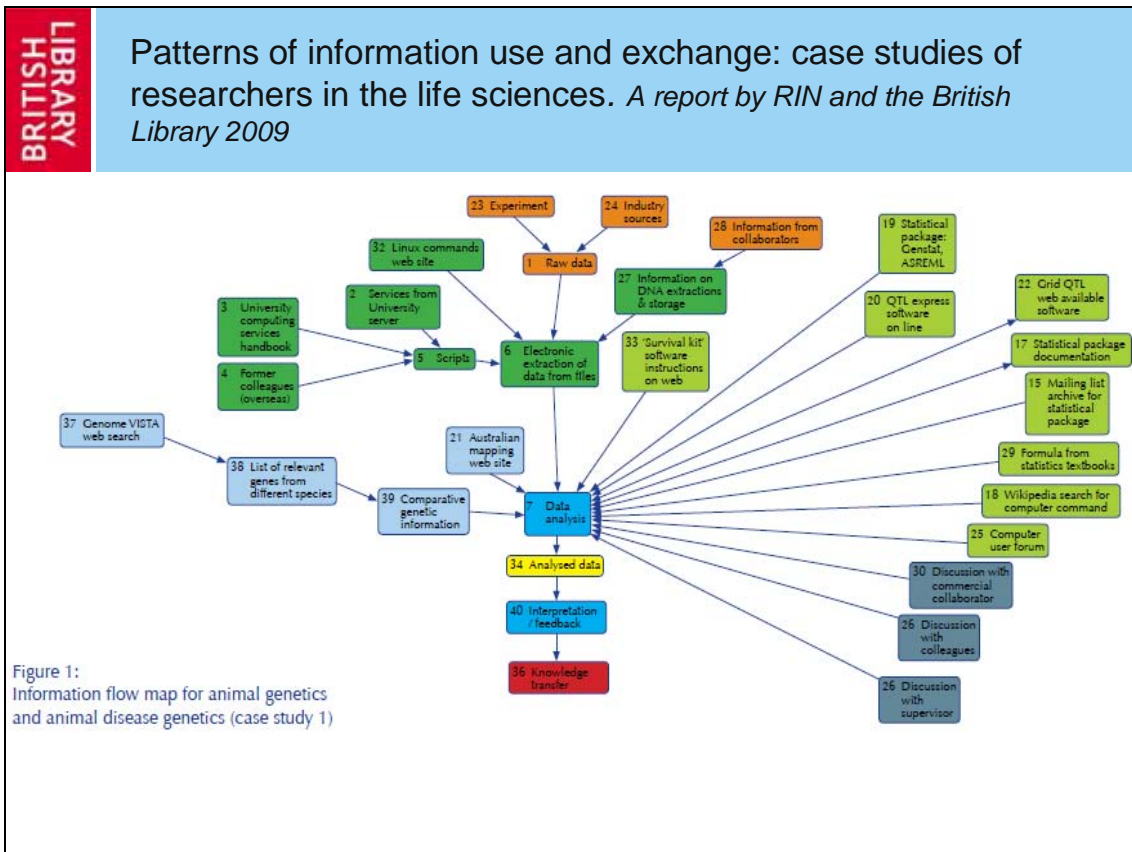 LIBRARY
BRITISH
Patterns of information use and exchange: case studies of
researchers in the life sciences. A report by RIN and the British
Library 2009
23 Experiment
24 Industry
sources
28 Information from
collaborators
19 Statistical
package:
Genstat,
ASREML
32 Linux commands
web site
1 Raw data
27 Information on
DNA extractions
& storage
22 Grid QTL
web available
software
3 University
computing
services
handbook
2 Services from
University
server
20 QTL express
software
on line
33 'Survival kit'
software
instructions
on web
17 Statistical package
documentation
5 Scripts
6 Electronic
extraction of
data from files
4 Former
colleagues
(overseas)
15 Mailing list
archive for
statistical
package
37 Genome VISTA
web search
21 Australian
mapping
web site
29 Formula from
statistics textbooks
38 List of relevant
genes from
different species
39 Comparative
genetic
information
7 Data
analysis
18 Wikipedia search for
computer command
25 Computer
user forum
34 Analysed data
30 Discussion with
commercial
collaborator
40 Interpretation
/ feedback
26 Discussion
with
colleagues
36 Knowledge
transfer
26 Discussion
with
supervisor
Figure 1:
Information flow map for animal genetics
and animal disease genetics (case study 1)